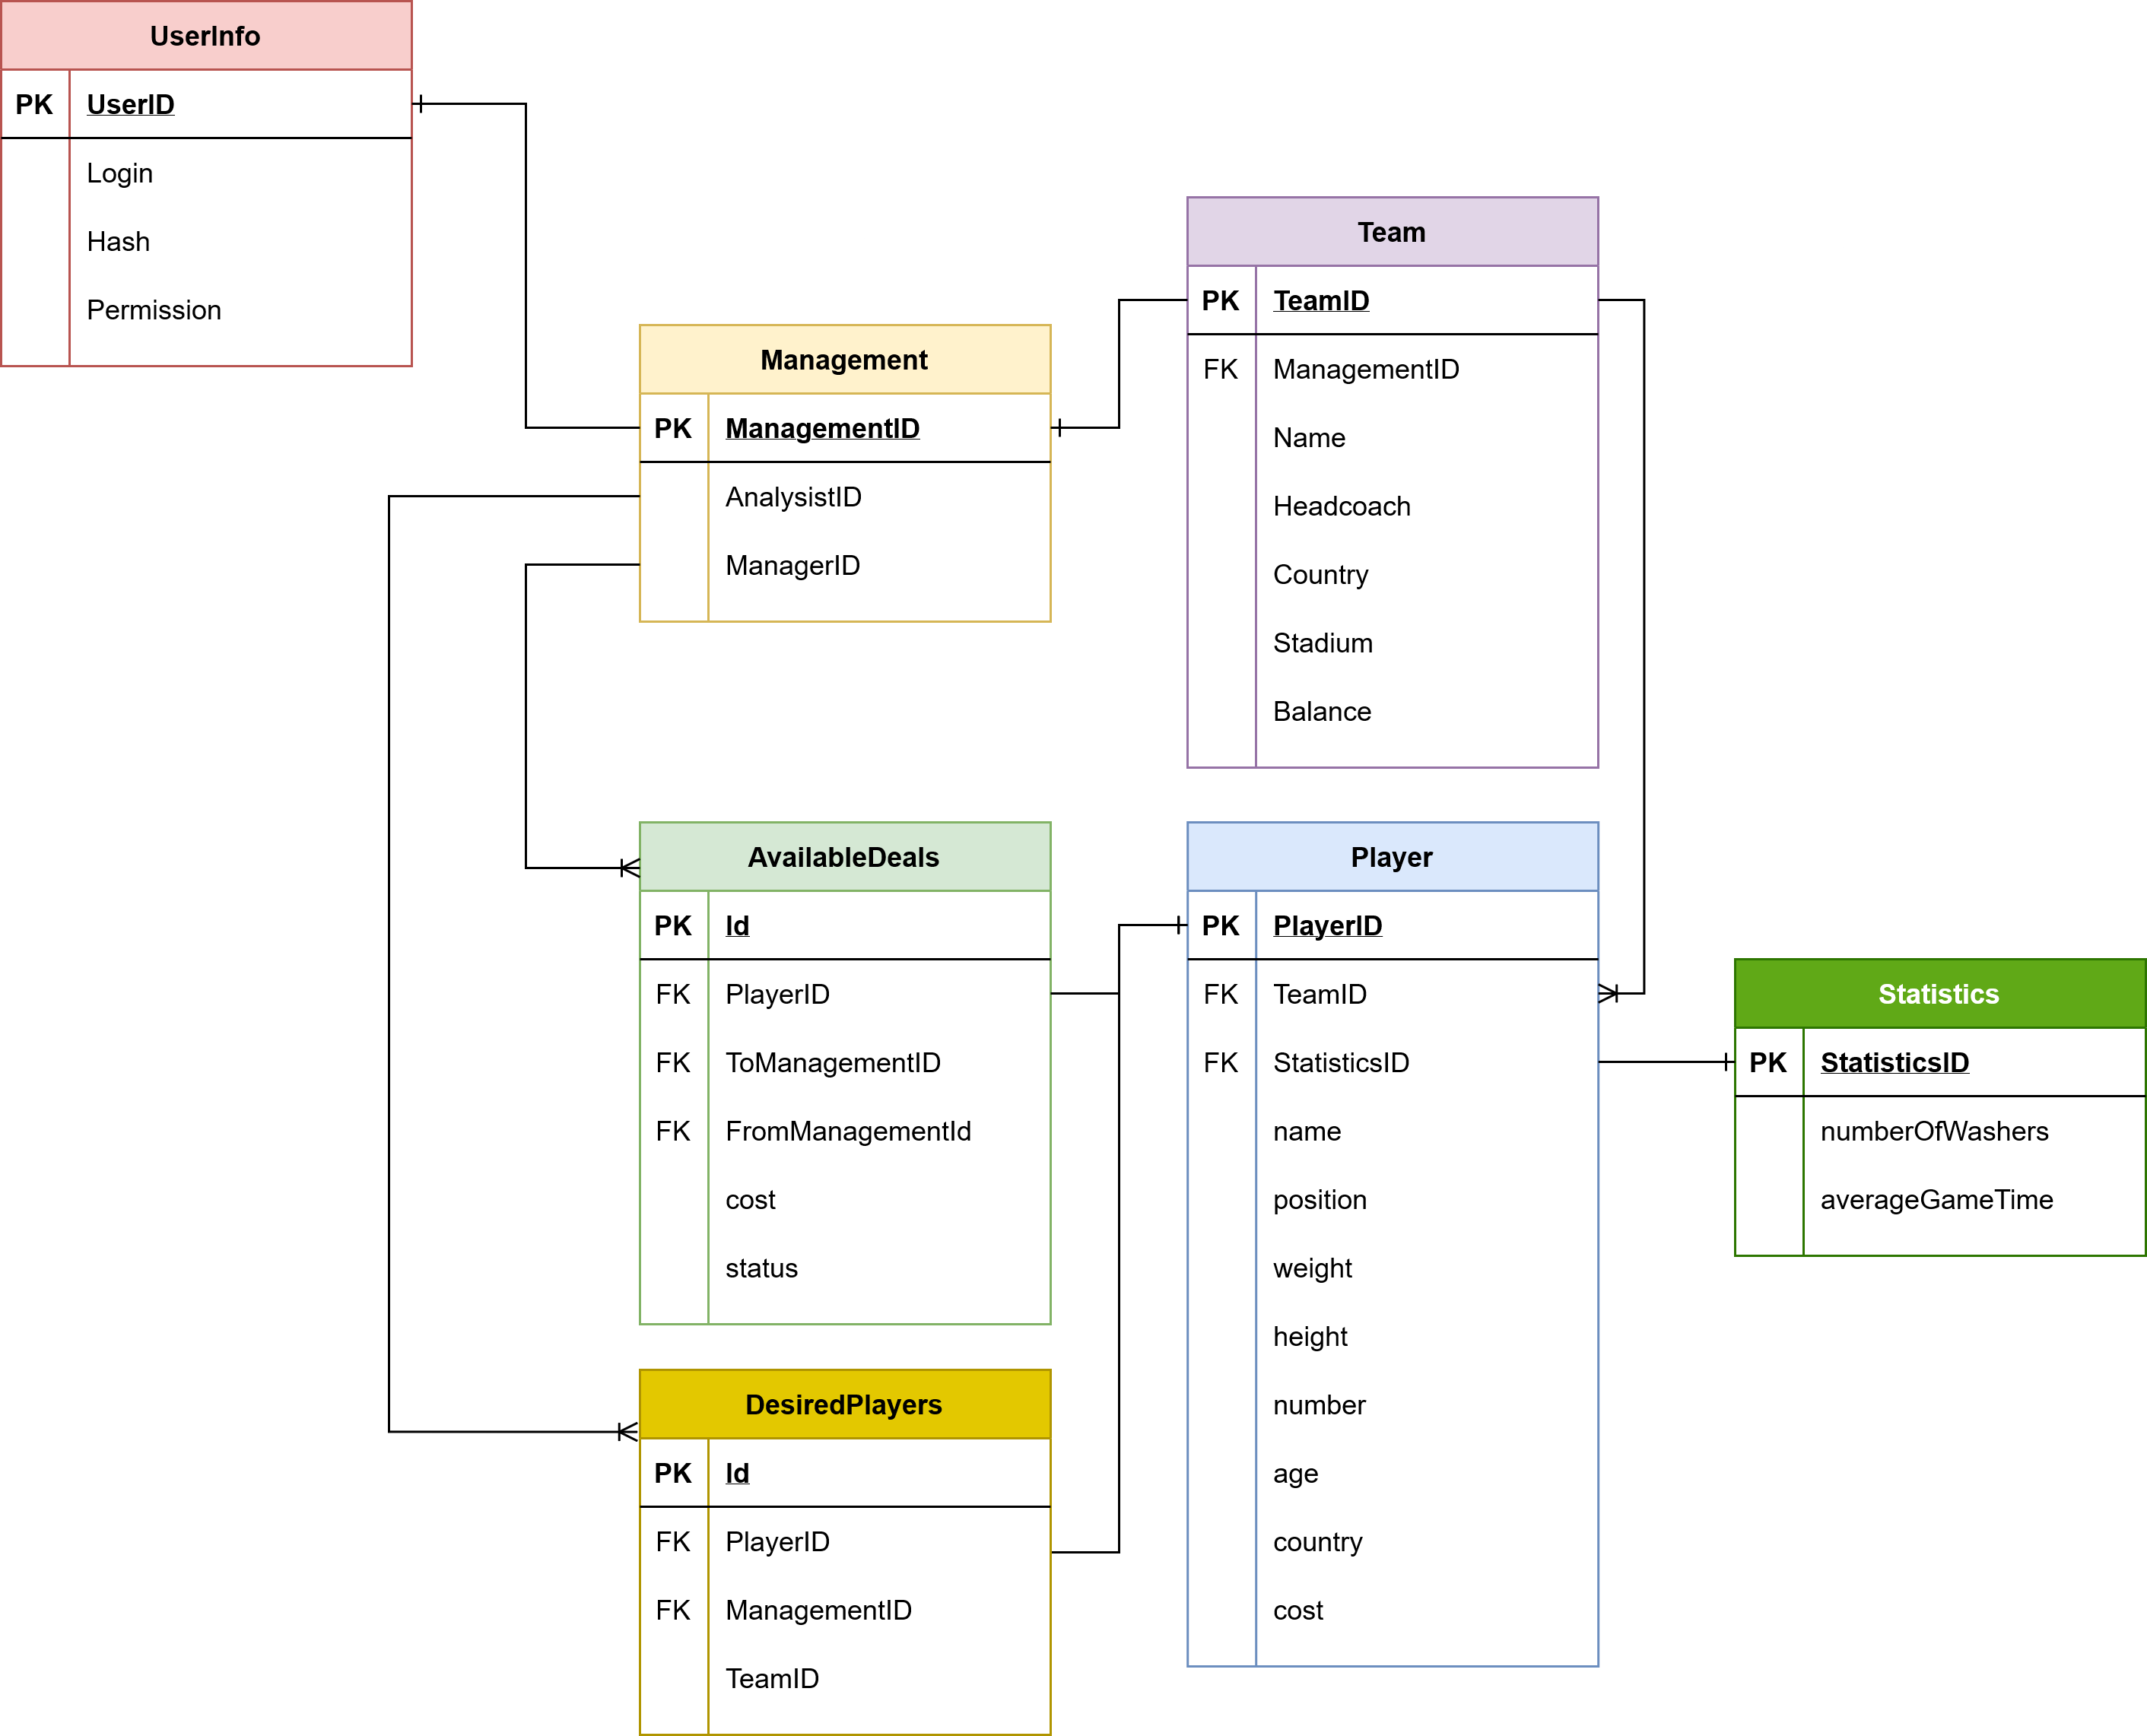 UserInfo
PK UserID
Login
Hash
Permission
Management
PK ManagementID
AnalysistID
ManagerID
Team
PK TeamID
FK ManagementID
Name
Headcoach
Country
Stadium
Balance
AvailableDeals
PK Id
FK PlayerID
FK ToManagementID
FK FromManagementId
cost
status
Player
PK PlayerID
FK TeamID
FK StatisticsID
name
position
weight
height
number
age
country
cost
Statistics
PK StatisticsID
numberOfWashers
averageGameTime
DesiredPlayers
PK Id
FK PlayerID
FK ManagementID
TeamID